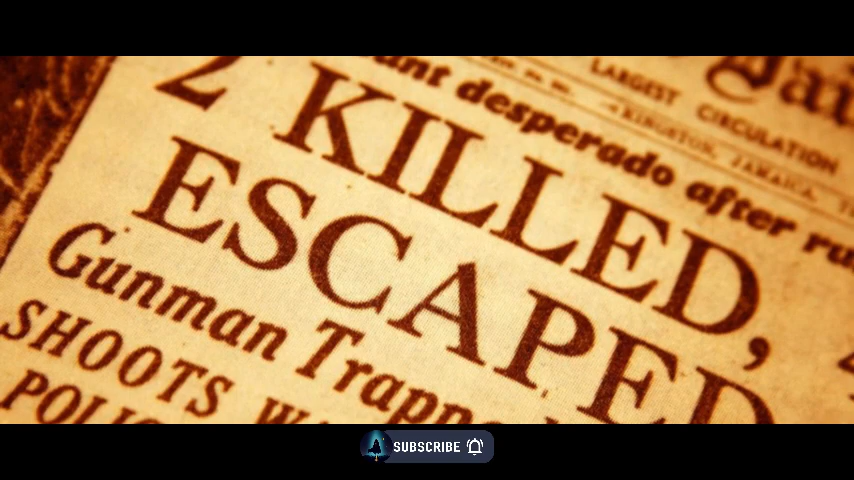 LARGEST CIRCULATION
KINGSTON, JAMAICA,
desperado after
2 KILLED,
ESCAPED
Gunman
SHOOTS
SUBSCRIBE